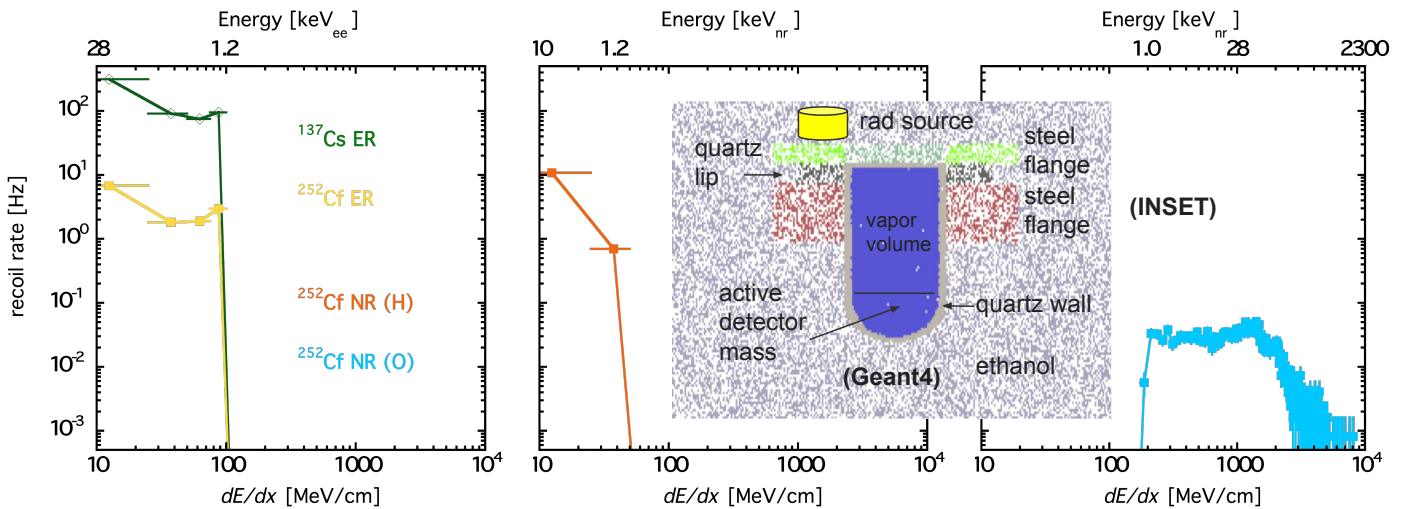 Energy [keVee]
28 1.2
recoil rate [Hz]
10²
10¹
10⁰
10⁻¹
10⁻²
10⁻³
¹³⁷Cs ER
²⁵²Cf ER
²⁵²Cf NR (H)
²⁵²Cf NR (O)
10 100 1000 10⁴
dE/dx [MeV/cm]
Energy [keVnr]
10 1.2
10 100 1000 10⁴
dE/dx [MeV/cm]
rad source
quartz
lip
steel
flange
steel
flange
vapor
volume
active
detector
mass
quartz wall
ethanol
(Geant4)
(INSET)
Energy [keVnr]
1.0 28 2300
10 100 1000 10⁴
dE/dx [MeV/cm]